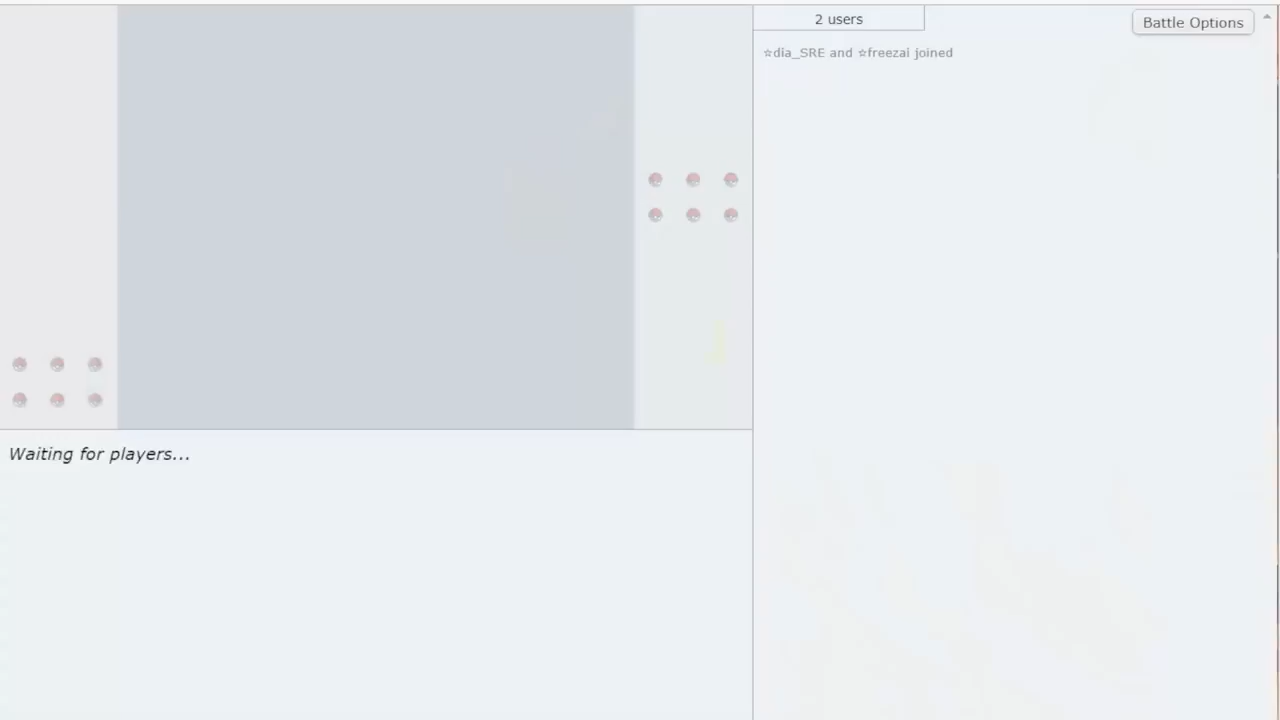 2 users
Battle Options
☆dia_SRE and ☆freezai joined
Waiting for players...